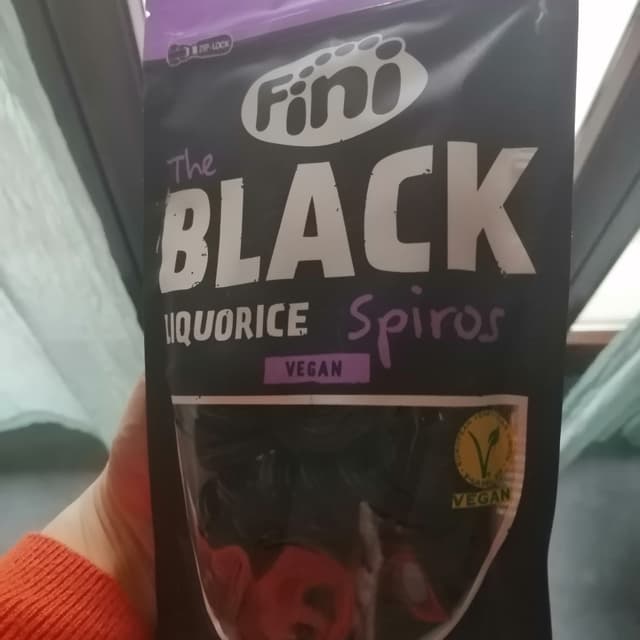 ZIP-LOCK
Fini
The
BLACK
LIQUORICE Spiros
VEGAN
VEGAN